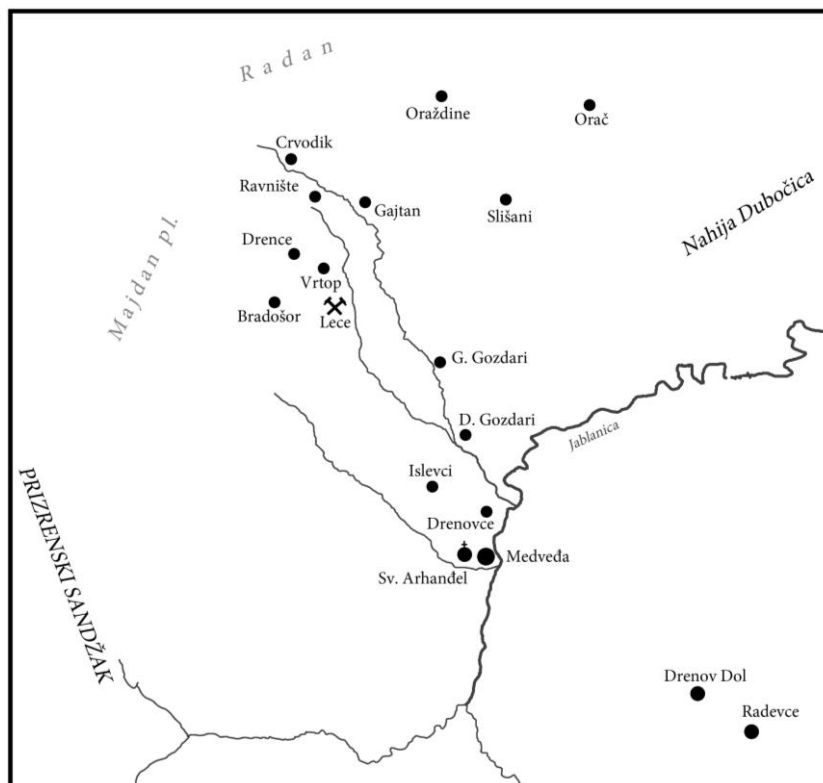 Radan
Oraždine
Orač
Crvodik
Ravnište
Gajtan
Slišani
Nahija Dubočica
Drence
Vrtop
Majdan pl.
Bradošor
Lece
G. Gozdari
D. Gozdari
Jablanica
Islevci
Drenovce
PRIZRENSKI SANDŽAK
Sv. Arhanđel
Medveđa
Drenov Dol
Radevce